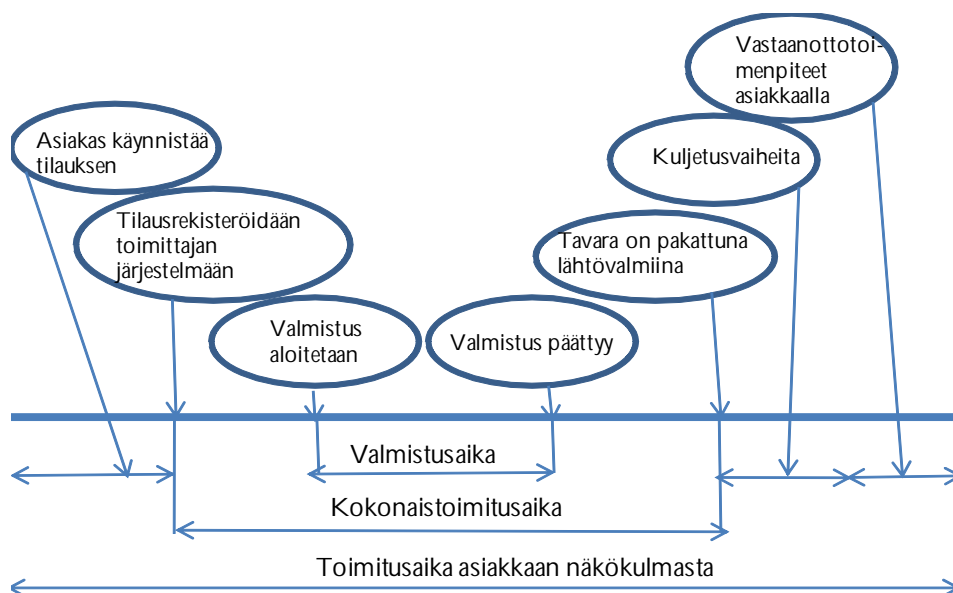 Vastaanottotoi-
menpiteet
asiakkaalla
Asiakas käynnistää
tilauksen
Kuljetusvaiheita
Tilausrekisteröidään
toimittajan
järjestelmään
Tavara on pakattuna
lähtövalmiina
Valmistus
aloitetaan
Valmistus päättyy
Valmistusaika
Kokonaistoimitusaika
Toimitusaika asiakkaan näkökulmasta